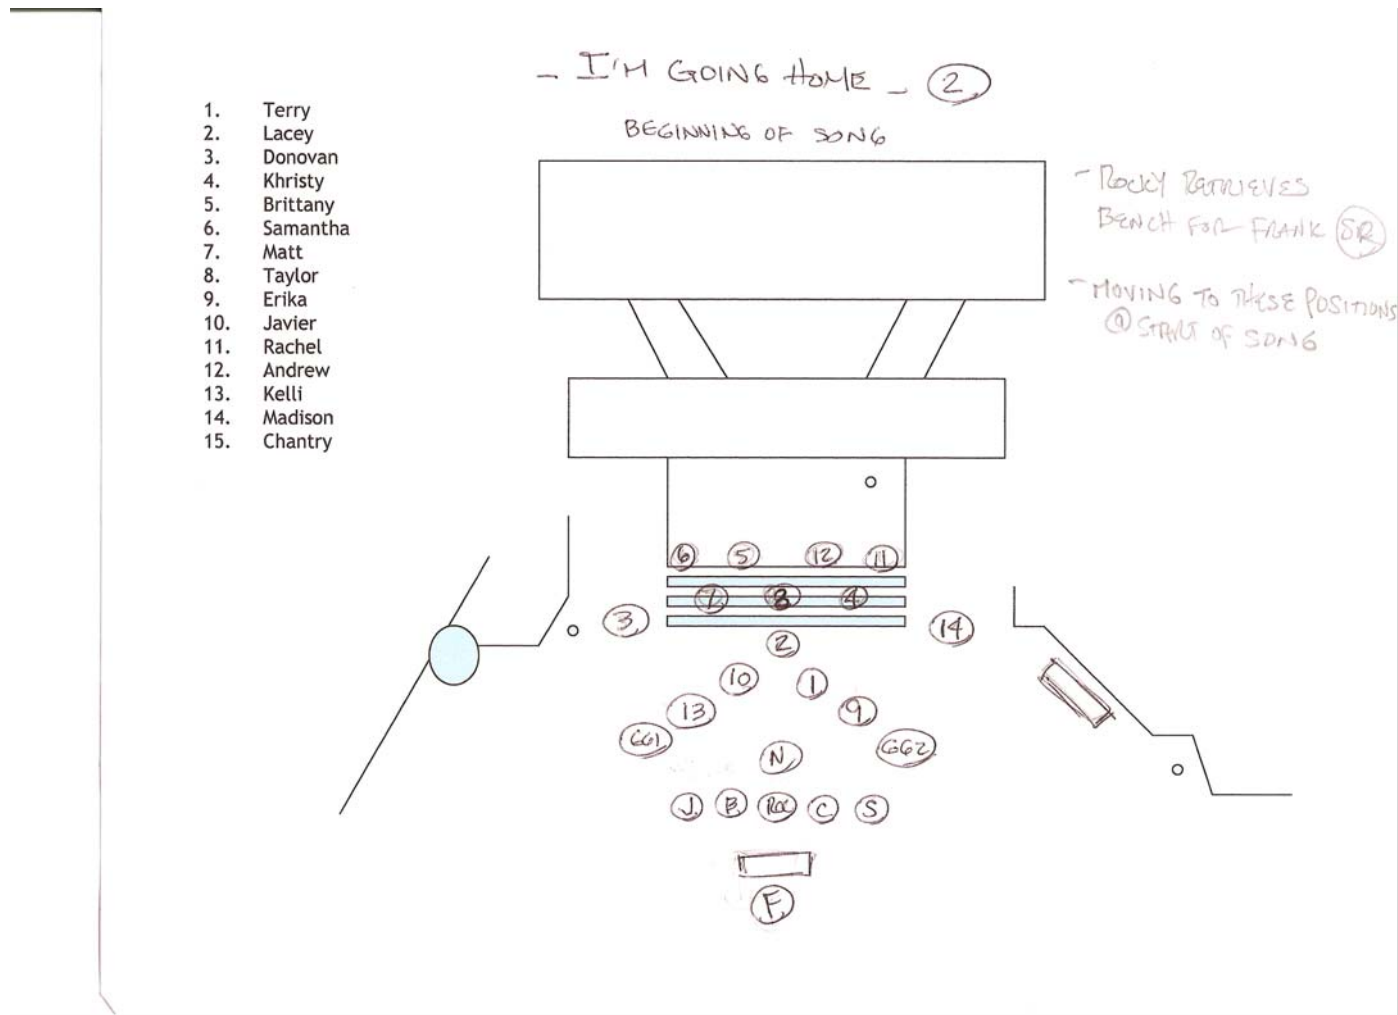 - I'M GOING HOME - 2
BEGINNING OF SONG
1. Terry
2. Lacey
3. Donovan
4. Khristy
5. Brittany
6. Samantha
7. Matt
8. Taylor
9. Erika
10. Javier
11. Rachel
12. Andrew
13. Kelli
14. Madison
15. Chantry
- ROCKY RETRIEVES
BENCH FOR FRANK SR
- MOVING TO THESE POSITIONS
@ START OF SONG
6 5 12 11
7 8 4
3 14
2
10 1
13 9
GG1 GG2
N
J B ROC C S
F